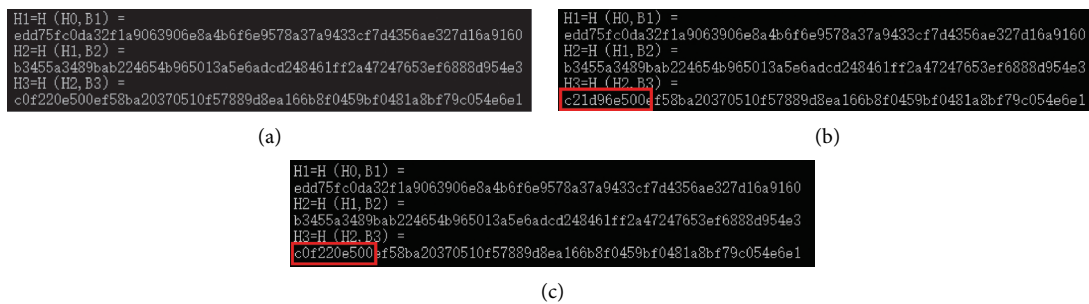 H1=H (H0,B1) =
edd75fc0da32f1a9063906e8a4b6f6e9578a37a9433cf7d4356ae327d16a9160
H2=H (H1,B2) =
b3455a3489bab224654b965013a5e6adcd248461ff2a47247653ef6888d954e3
H3=H (H2,B3) =
c0f220e500ef58ba20370510f57889d8ea166b8f0459bf0481a8bf79c054e6e1
(a)
H1=H (H0,B1) =
edd75fc0da32f1a9063906e8a4b6f6e9578a37a9433cf7d4356ae327d16a9160
H2=H (H1,B2) =
b3455a3489bab224654b965013a5e6adcd248461ff2a47247653ef6888d954e3
H3=H (H2,B3) =
c21d96e500ef58ba20370510f57889d8ea166b8f0459bf0481a8bf79c054e6e1
(b)
H1=H (H0,B1) =
edd75fc0da32f1a9063906e8a4b6f6e9578a37a9433cf7d4356ae327d16a9160
H2=H (H1,B2) =
b3455a3489bab224654b965013a5e6adcd248461ff2a47247653ef6888d954e3
H3=H (H2,B3) =
c0f220e500ef58ba20370510f57889d8ea166b8f0459bf0481a8bf79c054e6e1
(c)